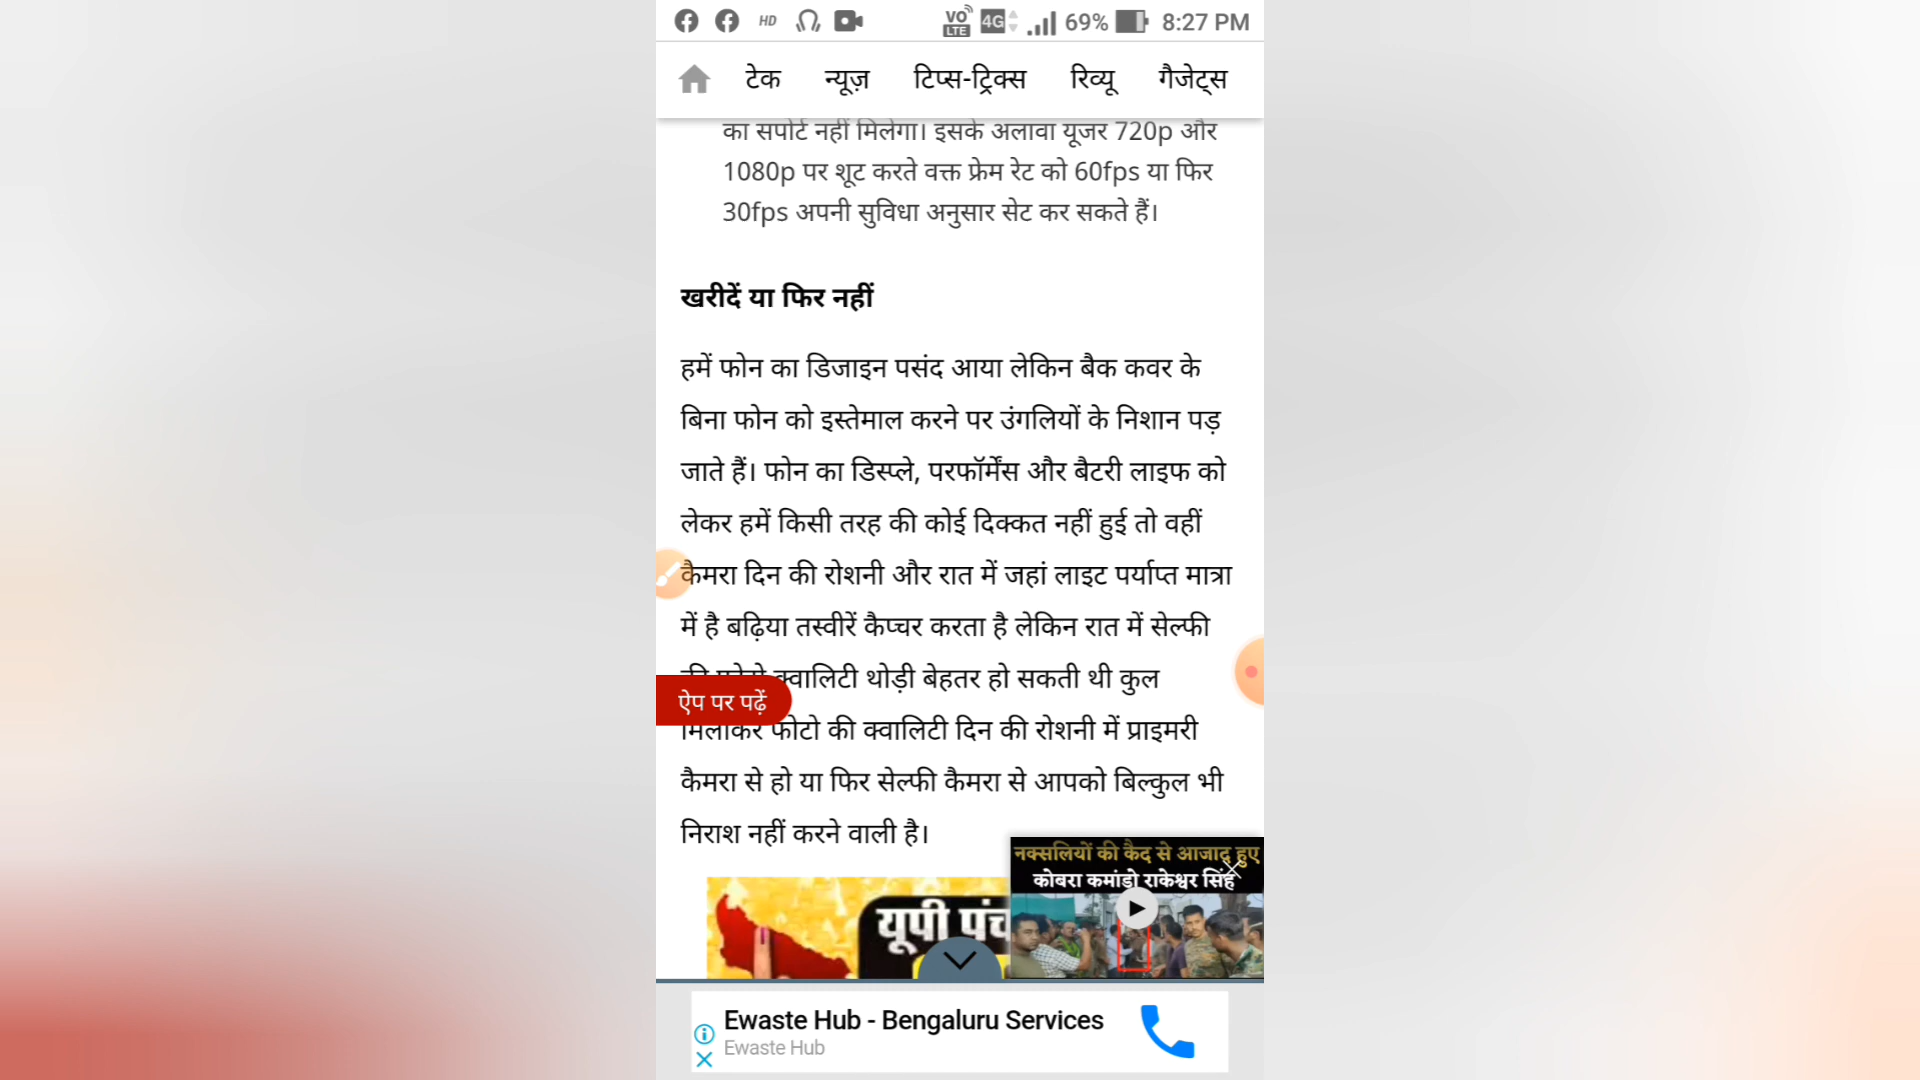 HD VO LTE 4G 69% 8:27 PM
टेक न्यूज़ टिप्स-ट्रिक्स रिव्यू गैजेट्स
का सपोर्ट नहीं मिलेगा। इसके अलावा यूजर 720p और
1080p पर शूट करते वक्त फ्रेम रेट को 60fps या फिर
30fps अपनी सुविधा अनुसार सेट कर सकते हैं।
खरीदें या फिर नहीं
हमें फोन का डिजाइन पसंद आया लेकिन बैक कवर के
बिना फोन को इस्तेमाल करने पर उंगलियों के निशान पड़
जाते हैं। फोन का डिस्प्ले, परफॉर्मेंस और बैटरी लाइफ को
लेकर हमें किसी तरह की कोई दिक्कत नहीं हुई तो वहीं
कैमरा दिन की रोशनी और रात में जहां लाइट पर्याप्त मात्रा
में है बढ़िया तस्वीरें कैप्चर करता है लेकिन रात में सेल्फी
क्वालिटी थोड़ी बेहतर हो सकती थी कुल
ऐप पर पढ़ें
मिलाकर फोटो की क्वालिटी दिन की रोशनी में प्राइमरी
कैमरा से हो या फिर सेल्फी कैमरा से आपको बिल्कुल भी
निराश नहीं करने वाली है।
नक्सलियों की कैद से आजाद हुए
कोबरा कमांडो राकेश्वर सिंह
यूपी पंच
Ewaste Hub - Bengaluru Services
Ewaste Hub